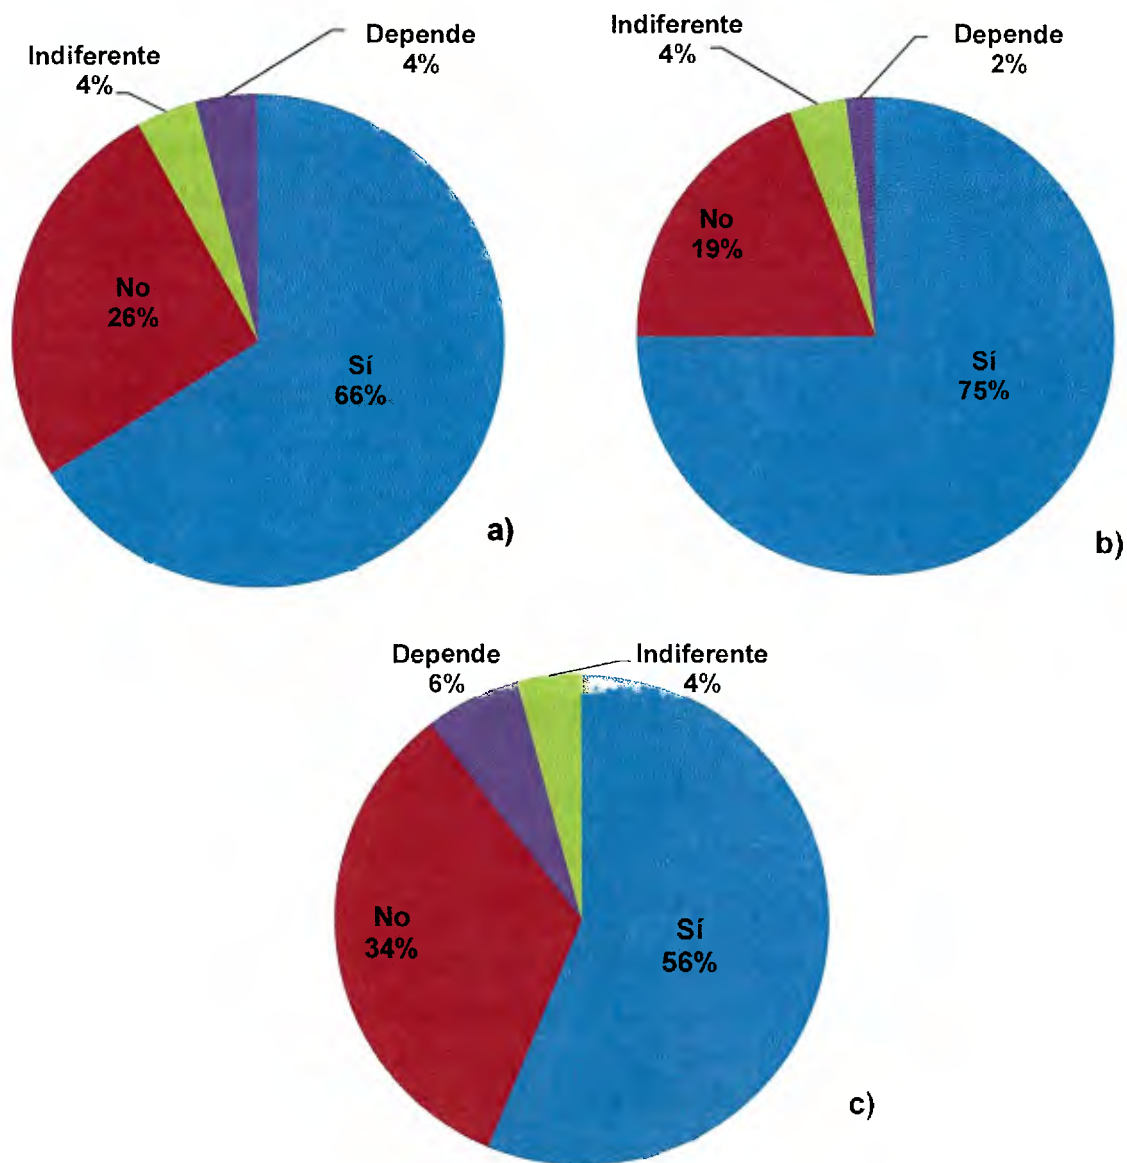 Indiferente
4%
Depende
4%
No
26%
Sí
66%
a)
Indiferente
4%
Depende
2%
No
19%
Sí
75%
b)
Depende
6%
Indiferente
4%
No
34%
Sí
56%
c)